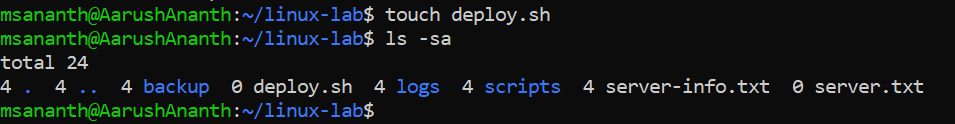 msananth@AarushAnanth:~/linux-lab$ touch deploy.sh
msananth@AarushAnanth:~/linux-lab$ ls -sa
total 24
4 .  4 ..  4 backup  0 deploy.sh  4 logs  4 scripts  4 server-info.txt  0 server.txt
msananth@AarushAnanth:~/linux-lab$